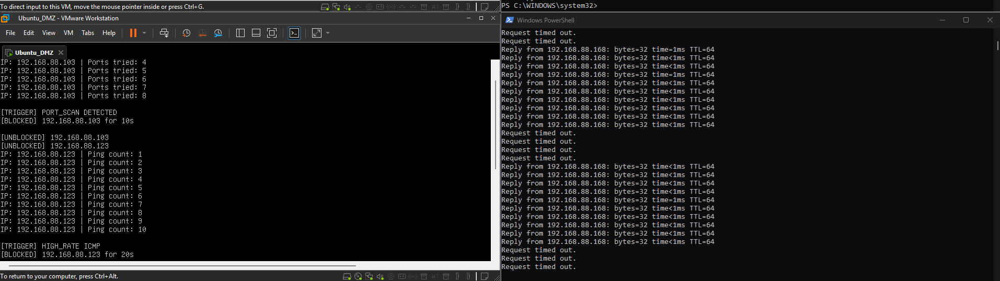 To direct input to this VM, move the mouse pointer inside or press Ctrl+G.
Ubuntu_DMZ - VMware Workstation
File Edit View VM Tabs Help
Ubuntu_DMZ
IP: 192.168.88.103 | Ports tried: 4
IP: 192.168.88.103 | Ports tried: 5
IP: 192.168.88.103 | Ports tried: 6
IP: 192.168.88.103 | Ports tried: 7
IP: 192.168.88.103 | Ports tried: 8
[TRIGGER] PORT_SCAN DETECTED
[BLOCKED] 192.168.88.103 for 10s
[UNBLOCKED] 192.168.88.103
[UNBLOCKED] 192.168.88.123
IP: 192.168.88.123 | Ping count: 1
IP: 192.168.88.123 | Ping count: 2
IP: 192.168.88.123 | Ping count: 3
IP: 192.168.88.123 | Ping count: 4
IP: 192.168.88.123 | Ping count: 5
IP: 192.168.88.123 | Ping count: 6
IP: 192.168.88.123 | Ping count: 7
IP: 192.168.88.123 | Ping count: 8
IP: 192.168.88.123 | Ping count: 9
IP: 192.168.88.123 | Ping count: 10
[TRIGGER] HIGH_RATE ICMP
[BLOCKED] 192.168.88.123 for 20s
To return to your computer, press Ctrl+Alt.
PS C:\WINDOWS\system32>
Windows PowerShell
Request timed out.
Request timed out.
Reply from 192.168.88.168: bytes=32 time=1ms TTL=64
Reply from 192.168.88.168: bytes=32 time<1ms TTL=64
Reply from 192.168.88.168: bytes=32 time<1ms TTL=64
Reply from 192.168.88.168: bytes=32 time=1ms TTL=64
Reply from 192.168.88.168: bytes=32 time<1ms TTL=64
Reply from 192.168.88.168: bytes=32 time<1ms TTL=64
Reply from 192.168.88.168: bytes=32 time<1ms TTL=64
Reply from 192.168.88.168: bytes=32 time<1ms TTL=64
Reply from 192.168.88.168: bytes=32 time<1ms TTL=64
Reply from 192.168.88.168: bytes=32 time<1ms TTL=64
Request timed out.
Request timed out.
Request timed out.
Request timed out.
Reply from 192.168.88.168: bytes=32 time<1ms TTL=64
Reply from 192.168.88.168: bytes=32 time<1ms TTL=64
Reply from 192.168.88.168: bytes=32 time<1ms TTL=64
Reply from 192.168.88.168: bytes=32 time<1ms TTL=64
Reply from 192.168.88.168: bytes=32 time=1ms TTL=64
Reply from 192.168.88.168: bytes=32 time<1ms TTL=64
Reply from 192.168.88.168: bytes=32 time<1ms TTL=64
Reply from 192.168.88.168: bytes=32 time<1ms TTL=64
Reply from 192.168.88.168: bytes=32 time<1ms TTL=64
Reply from 192.168.88.168: bytes=32 time<1ms TTL=64
Request timed out.
Request timed out.
Request timed out.